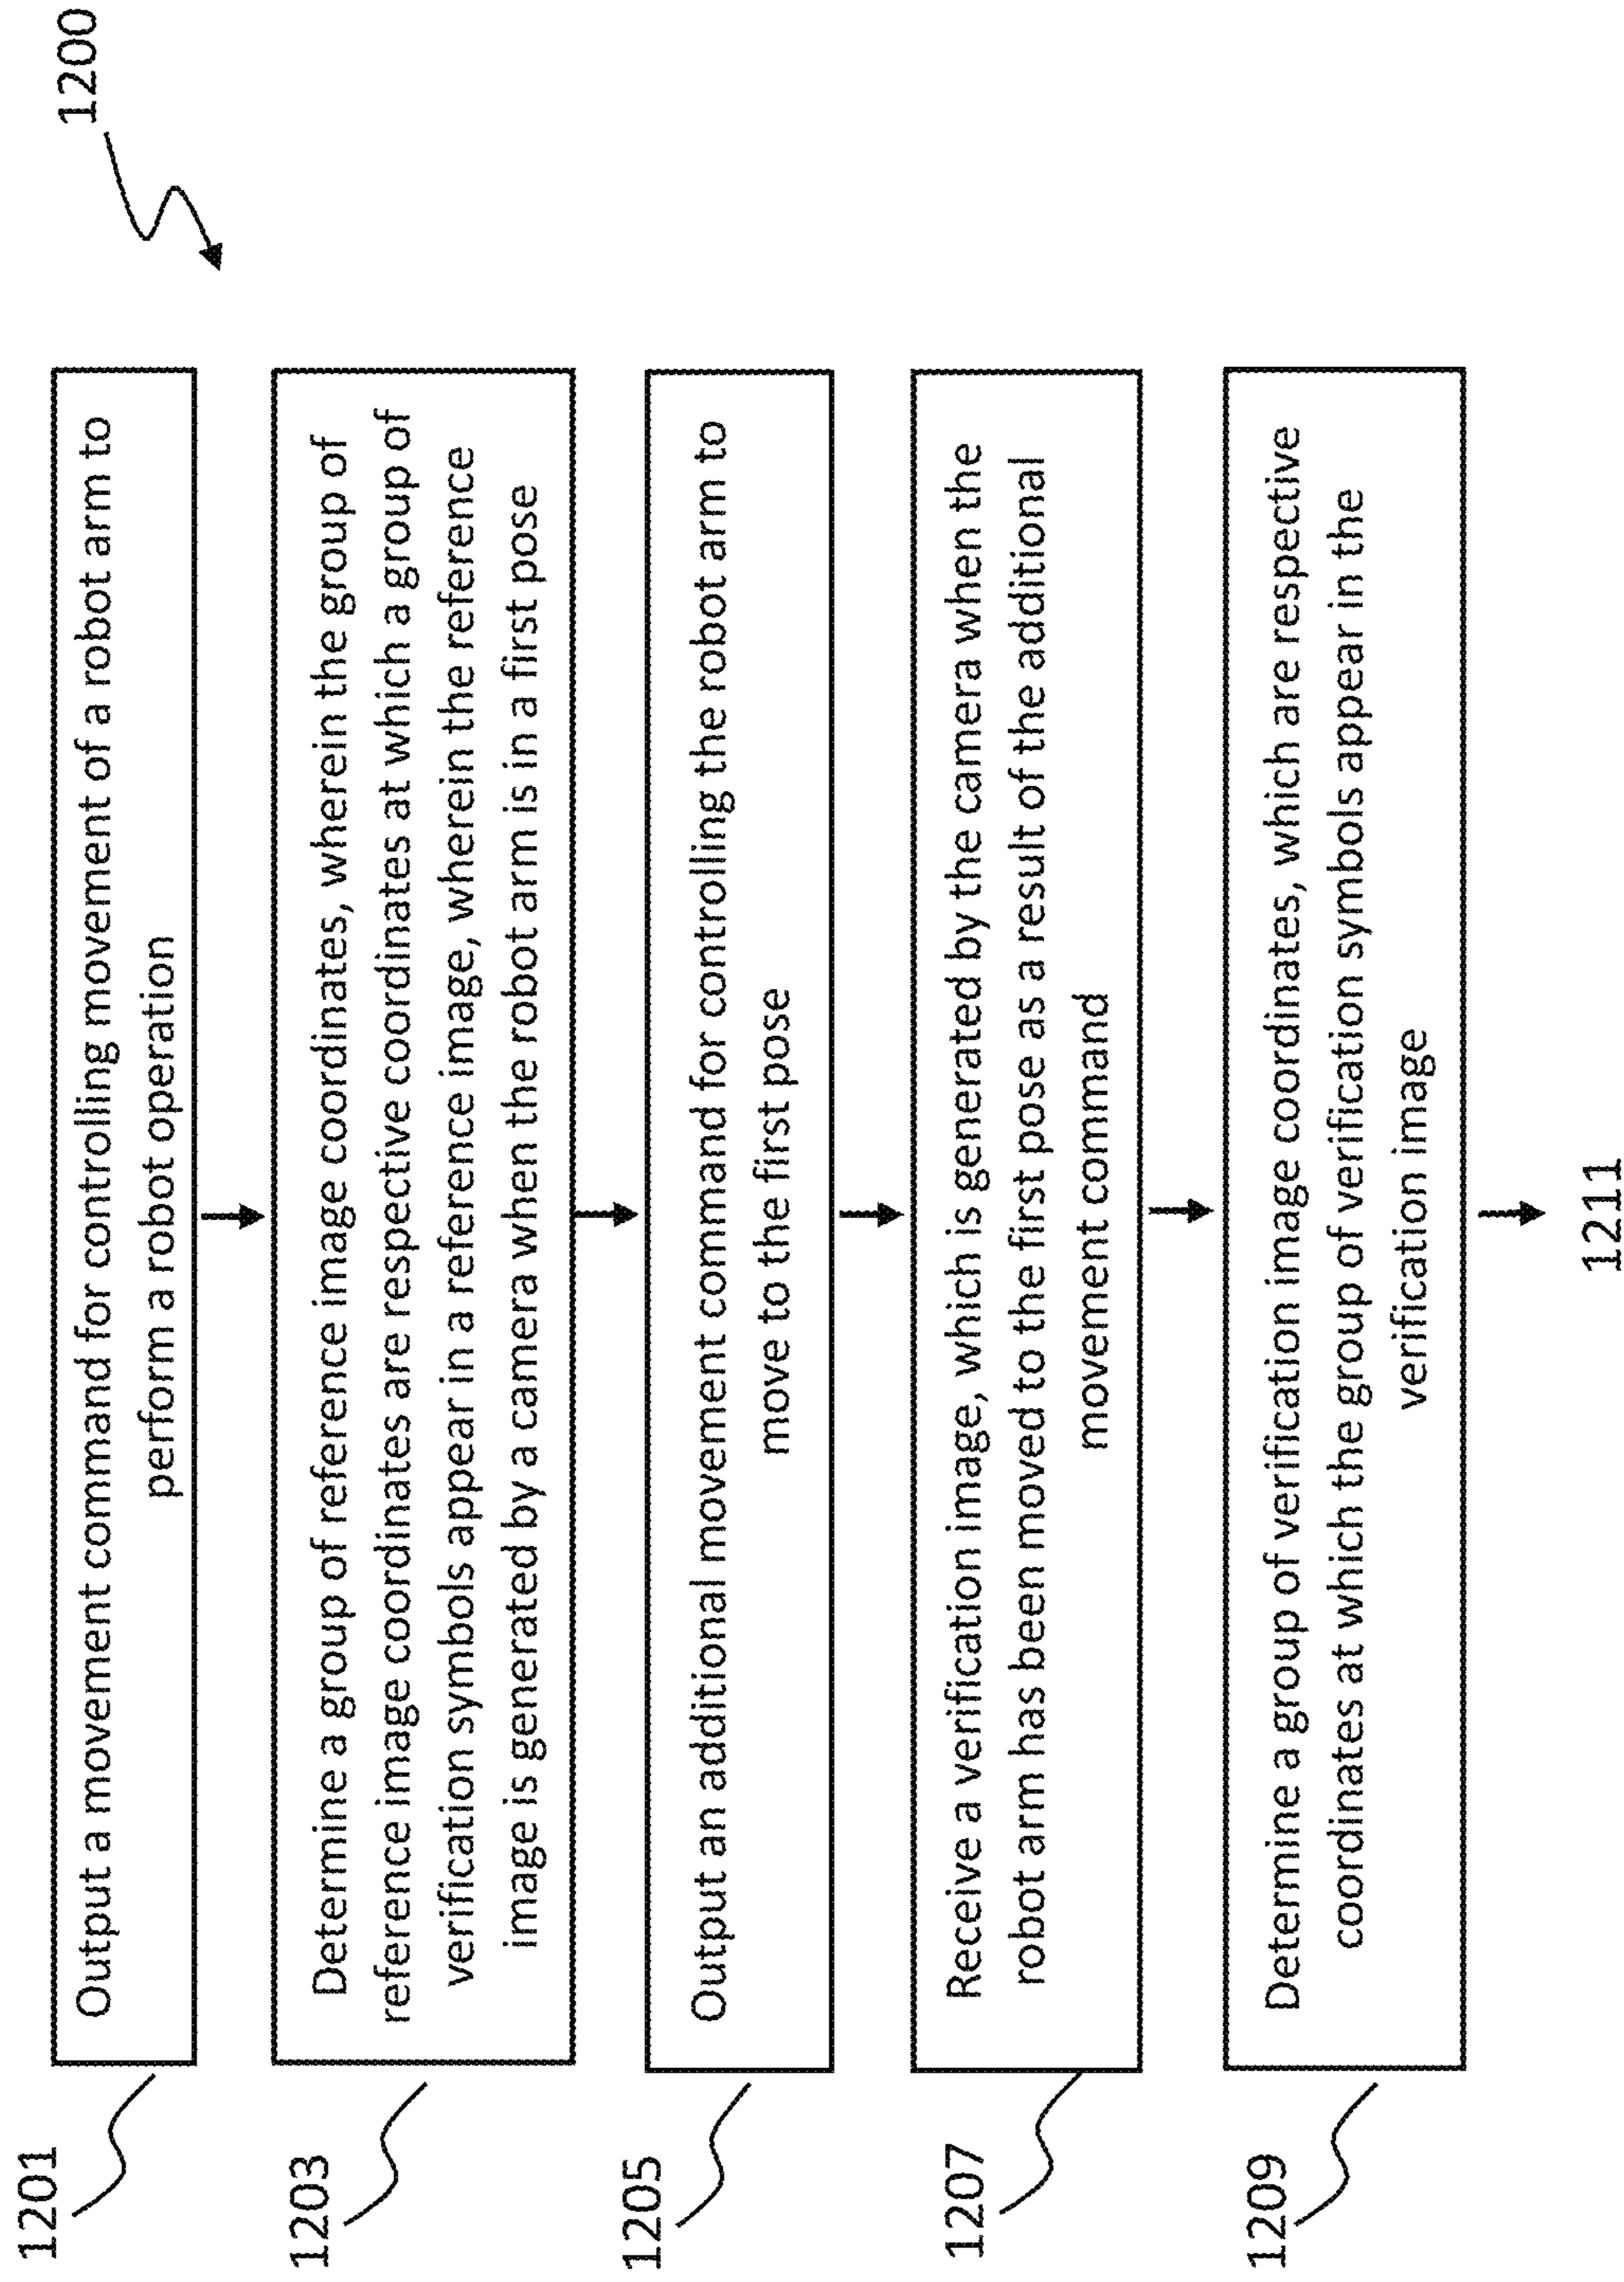 1200
1201
Output a movement command for controlling movement of a robot arm to
perform a robot operation
1203
Determine a group of reference image coordinates, wherein the group of
reference image coordinates are respective coordinates at which a group of
verification symbols appear in a reference image, wherein the reference
image is generated by a camera when the robot arm is in a first pose
1205
Output an additional movement command for controlling the robot arm to
move to the first pose
1207
Receive a verification image, which is generated by the camera when the
robot arm has been moved to the first pose as a result of the additional
movement command
1209
Determine a group of verification image coordinates, which are respective
coordinates at which the group of verification symbols appear in the
verification image
1211